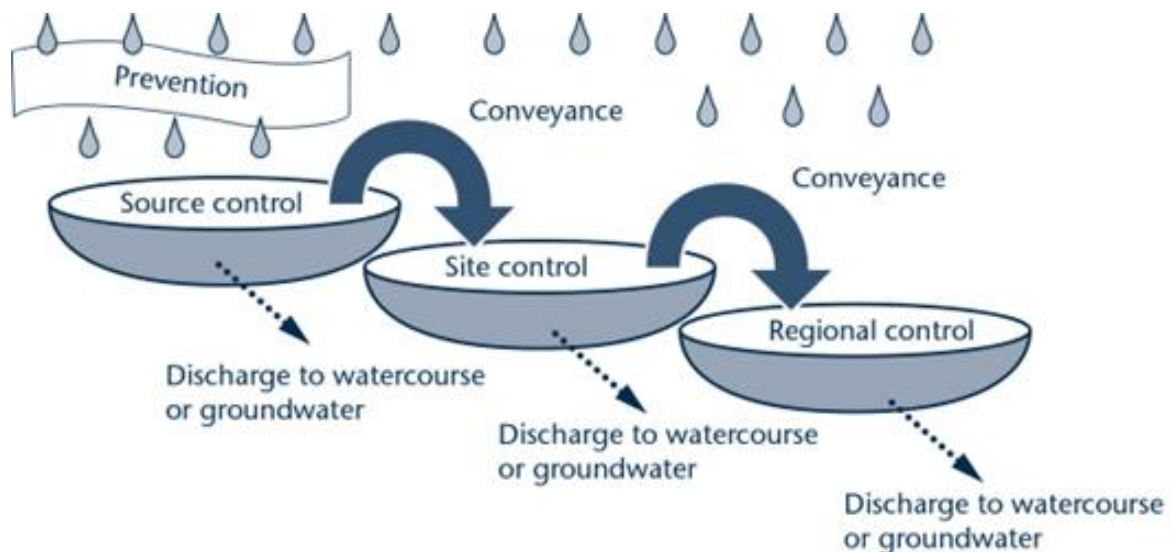 Prevention
Conveyance
Conveyance
Source control
Site control
Regional control
Discharge to watercourse
or groundwater
Discharge to watercourse
or groundwater
Discharge to watercourse
or groundwater